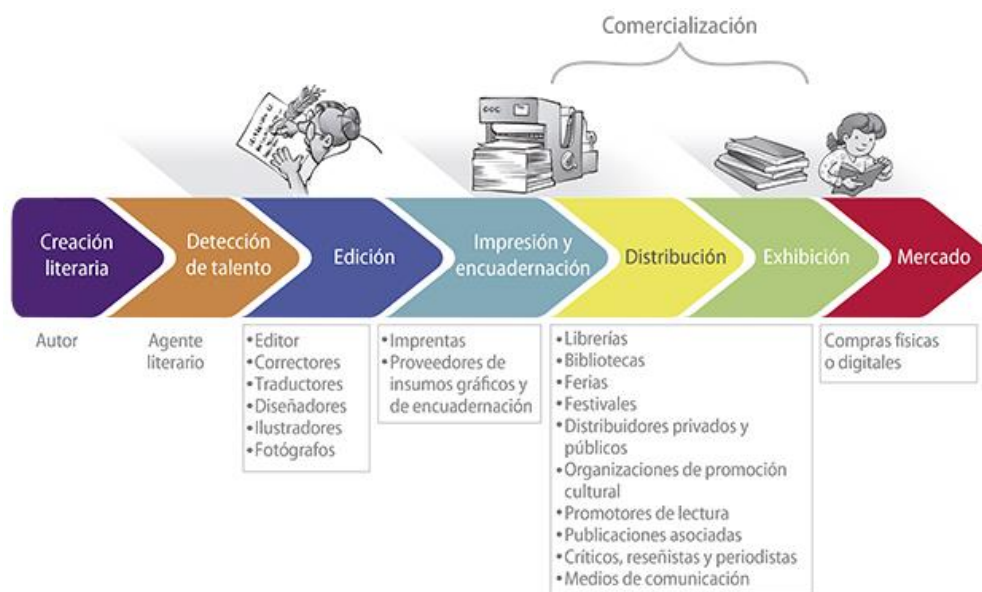 Comercialización
Creación
literaria
Detección
de talento
Edición
Impresión y
encuadernación
Distribución
Exhibición
Mercado
Autor
Agente
literario
•Editor
•Correctores
•Traductores
•Diseñadores
•Ilustradores
•Fotógrafos
•Imprentas
•Proveedores de
insumos gráficos y
de encuadernación
•Librerías
•Bibliotecas
•Ferias
•Festivales
•Distribuidores privados y
públicos
•Organizaciones de promoción
cultural
•Promotores de lectura
•Publicaciones asociadas
•Críticos, reseñistas y periodistas
•Medios de comunicación
Compras físicas
o digitales